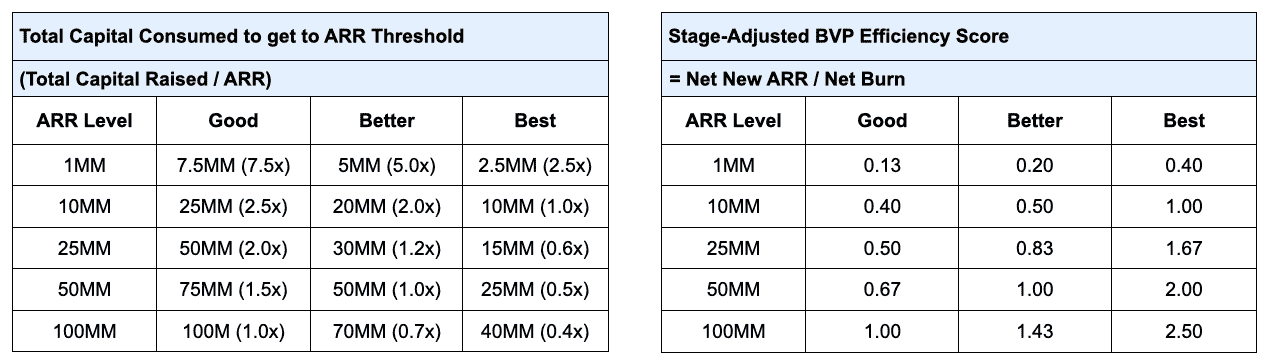 Total Capital Consumed to get to ARR Threshold
(Total Capital Raised / ARR)
ARR Level Good Better Best
1MM 7.5MM (7.5x) 5MM (5.0x) 2.5MM (2.5x)
10MM 25MM (2.5x) 20MM (2.0x) 10MM (1.0x)
25MM 50MM (2.0x) 30MM (1.2x) 15MM (0.6x)
50MM 75MM (1.5x) 50MM (1.0x) 25MM (0.5x)
100MM 100M (1.0x) 70MM (0.7x) 40MM (0.4x)
Stage-Adjusted BVP Efficiency Score
= Net New ARR / Net Burn
ARR Level Good Better Best
1MM 0.13 0.20 0.40
10MM 0.40 0.50 1.00
25MM 0.50 0.83 1.67
50MM 0.67 1.00 2.00
100MM 1.00 1.43 2.50